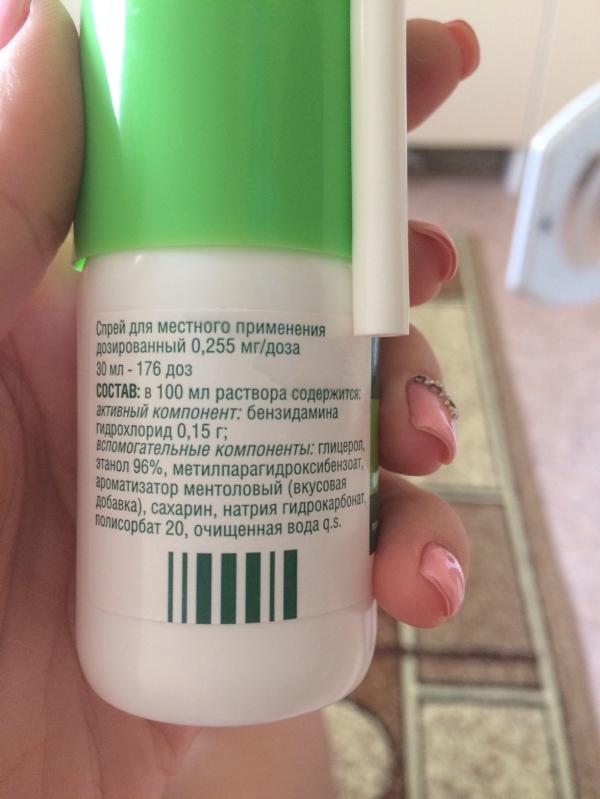 Спрей для местного применения
дозированный 0,255 мг/доза
30 мл - 176 доз
СОСТАВ: в 100 мл раствора содержится:
активный компонент: бензидамина
гидрохлорид 0,15 г;
вспомогательные компоненты: глицерол,
этанол 96%, метилпарагидроксибензоат,
ароматизатор ментоловый (вкусовая
добавка), сахарин, натрия гидрокарбонат,
полисорбат 20, очищенная вода q.s.